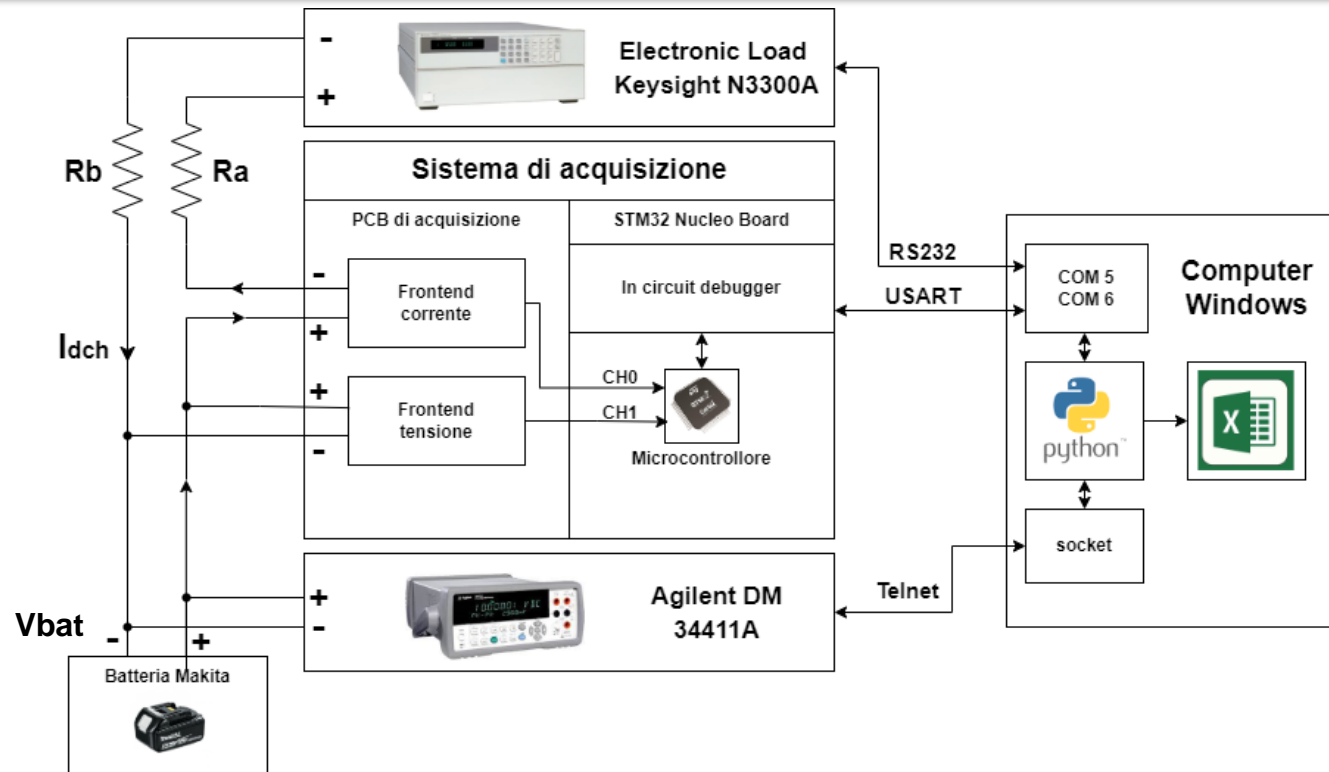 -
Electronic Load
Keysight N3300A
+
Rb
Ra
Sistema di acquisizione
PCB di acquisizione
STM32 Nucleo Board
-
Frontend
corrente
+
In circuit debugger
RS232
USART
COM 5
COM 6
Computer
Windows
Idch
+
Frontend
tensione
-
CH0
CH1
Microcontrollore
python™
X
socket
Telnet
+
-
Agilent DM
34411A
Vbat
-
+
Batteria Makita